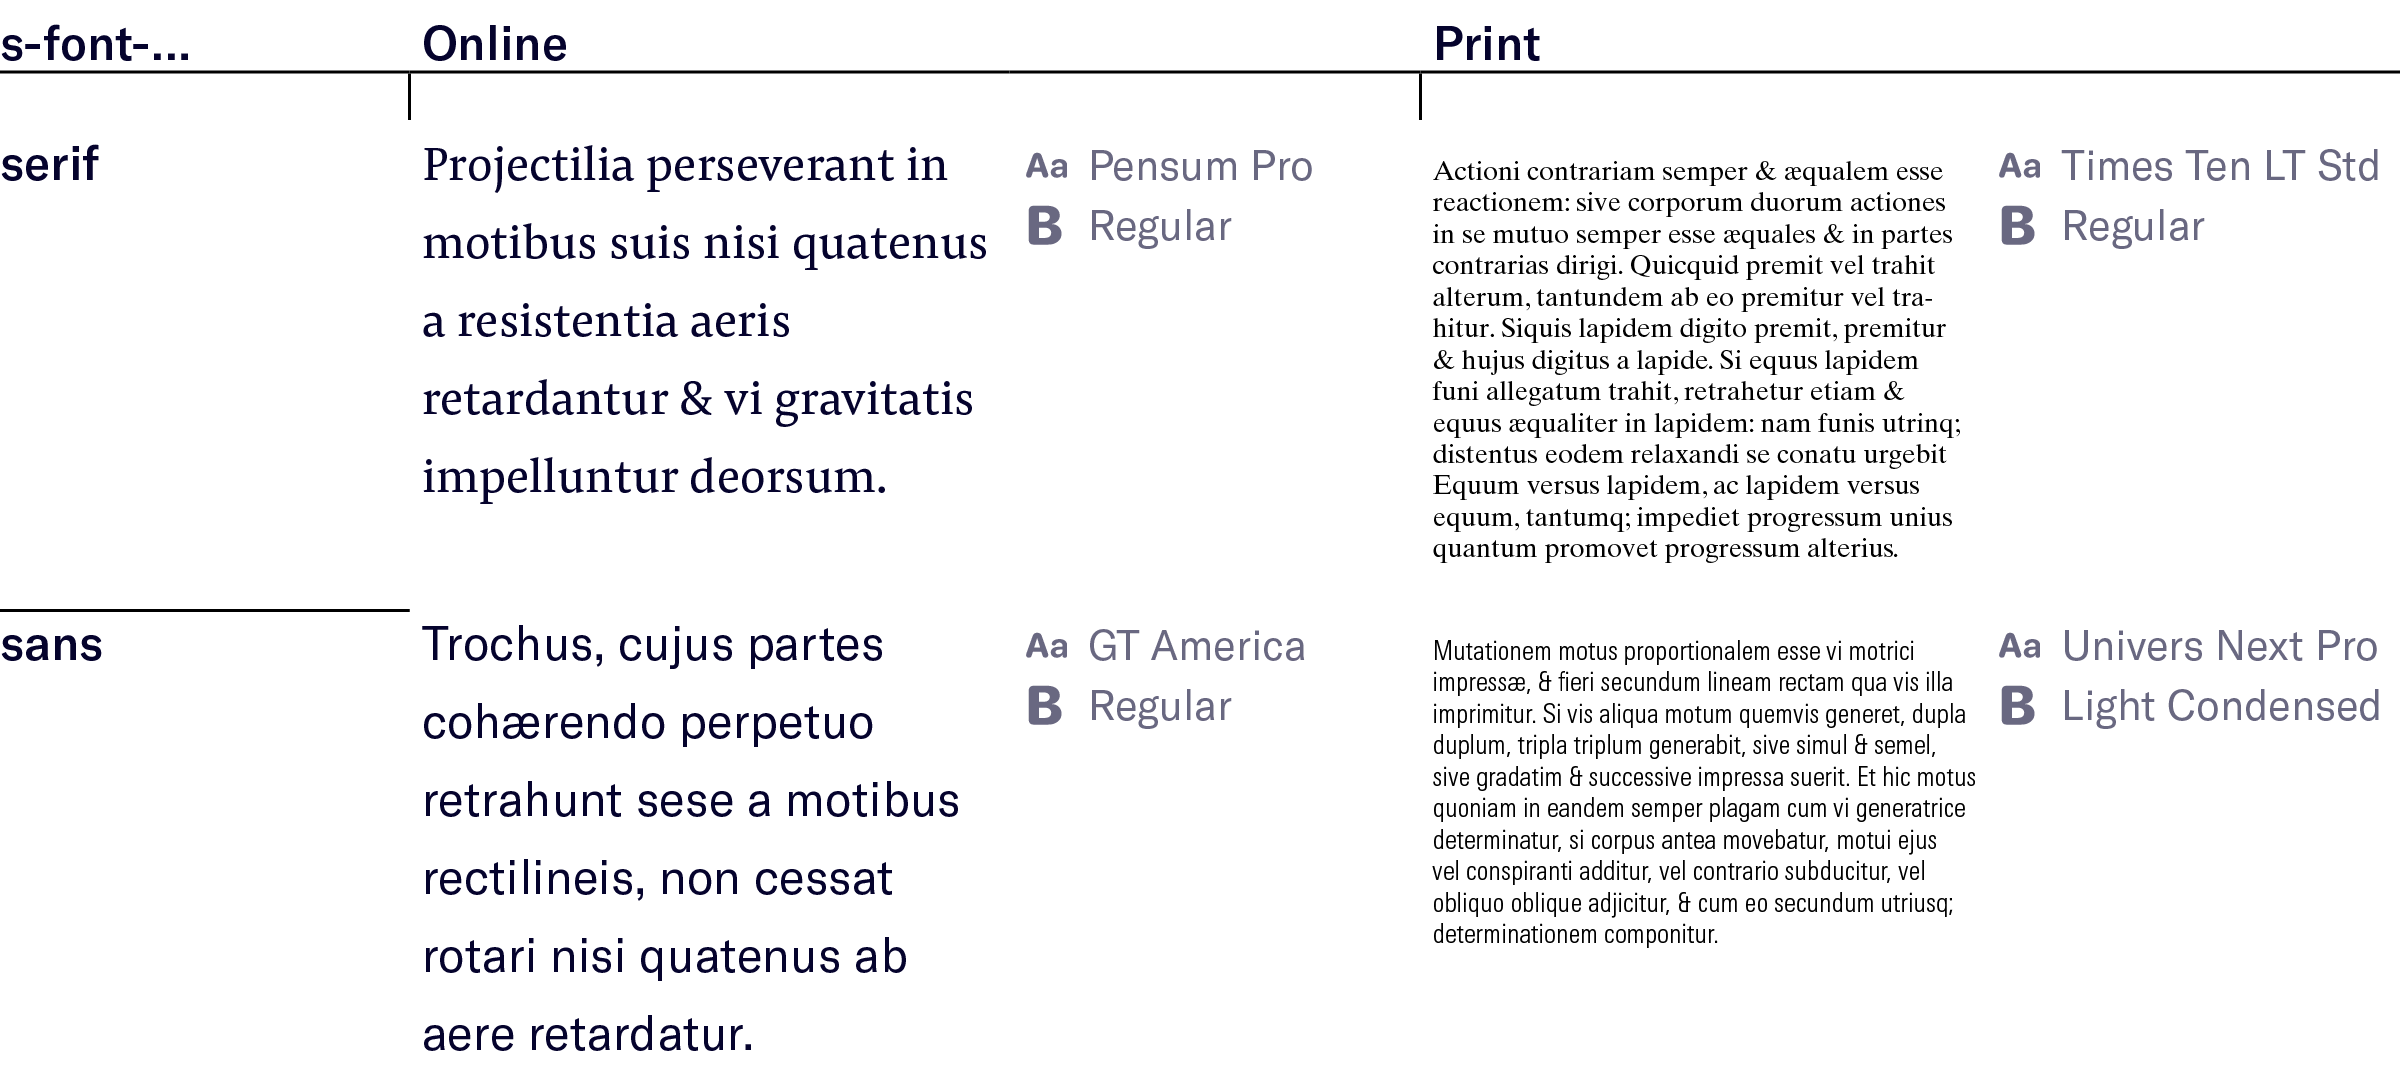 s-font-...
Online
Print
serif
Projectilia perseverant in
motibus suis nisi quatenus
a resistentia aeris
retardantur & vi gravitatis
impelluntur deorsum.
Aa Pensum Pro
B Regular
Actioni contrariam semper & æqualem esse
reactionem: sive corporum duorum actiones
in se mutuo semper esse æquales & in partes
contrarias dirigi. Quicquid premit vel trahit
alterum, tantundem ab eo premitur vel tra-
hitur. Siquis lapidem digito premit, premitur
& hujus digitus a lapide. Si equus lapidem
funi allegatum trahit, retrahetur etiam &
equus æqualiter in lapidem: nam funis utrinq;
distentus eodem relaxandi se conatu urgebit
Equum versus lapidem, ac lapidem versus
equum, tantumq; impediet progressum unius
quantum promovet progressum alterius.
Aa Times Ten LT Std
B Regular
sans
Trochus, cujus partes
cohærendo perpetuo
retrahunt sese a motibus
rectilineis, non cessat
rotari nisi quatenus ab
aere retardatur.
Aa GT America
B Regular
Mutationem motus proportionalem esse vi motrici
impressæ, & fieri secundum lineam rectam qua vis illa
imprimitur. Si vis aliqua motum quemvis generet, dupla
duplum, tripla triplum generabit, sive simul & semel,
sive gradatim & successive impressa suerit. Et hic motus
quoniam in eandem semper plagam cum vi generatrice
determinatur, si corpus antea movebatur, motui ejus
vel conspiranti additur, vel contrario subducitur, vel
obliquo oblique adjicitur, & cum eo secundum utriusq;
determinationem componitur.
Aa Univers Next Pro
B Light Condensed